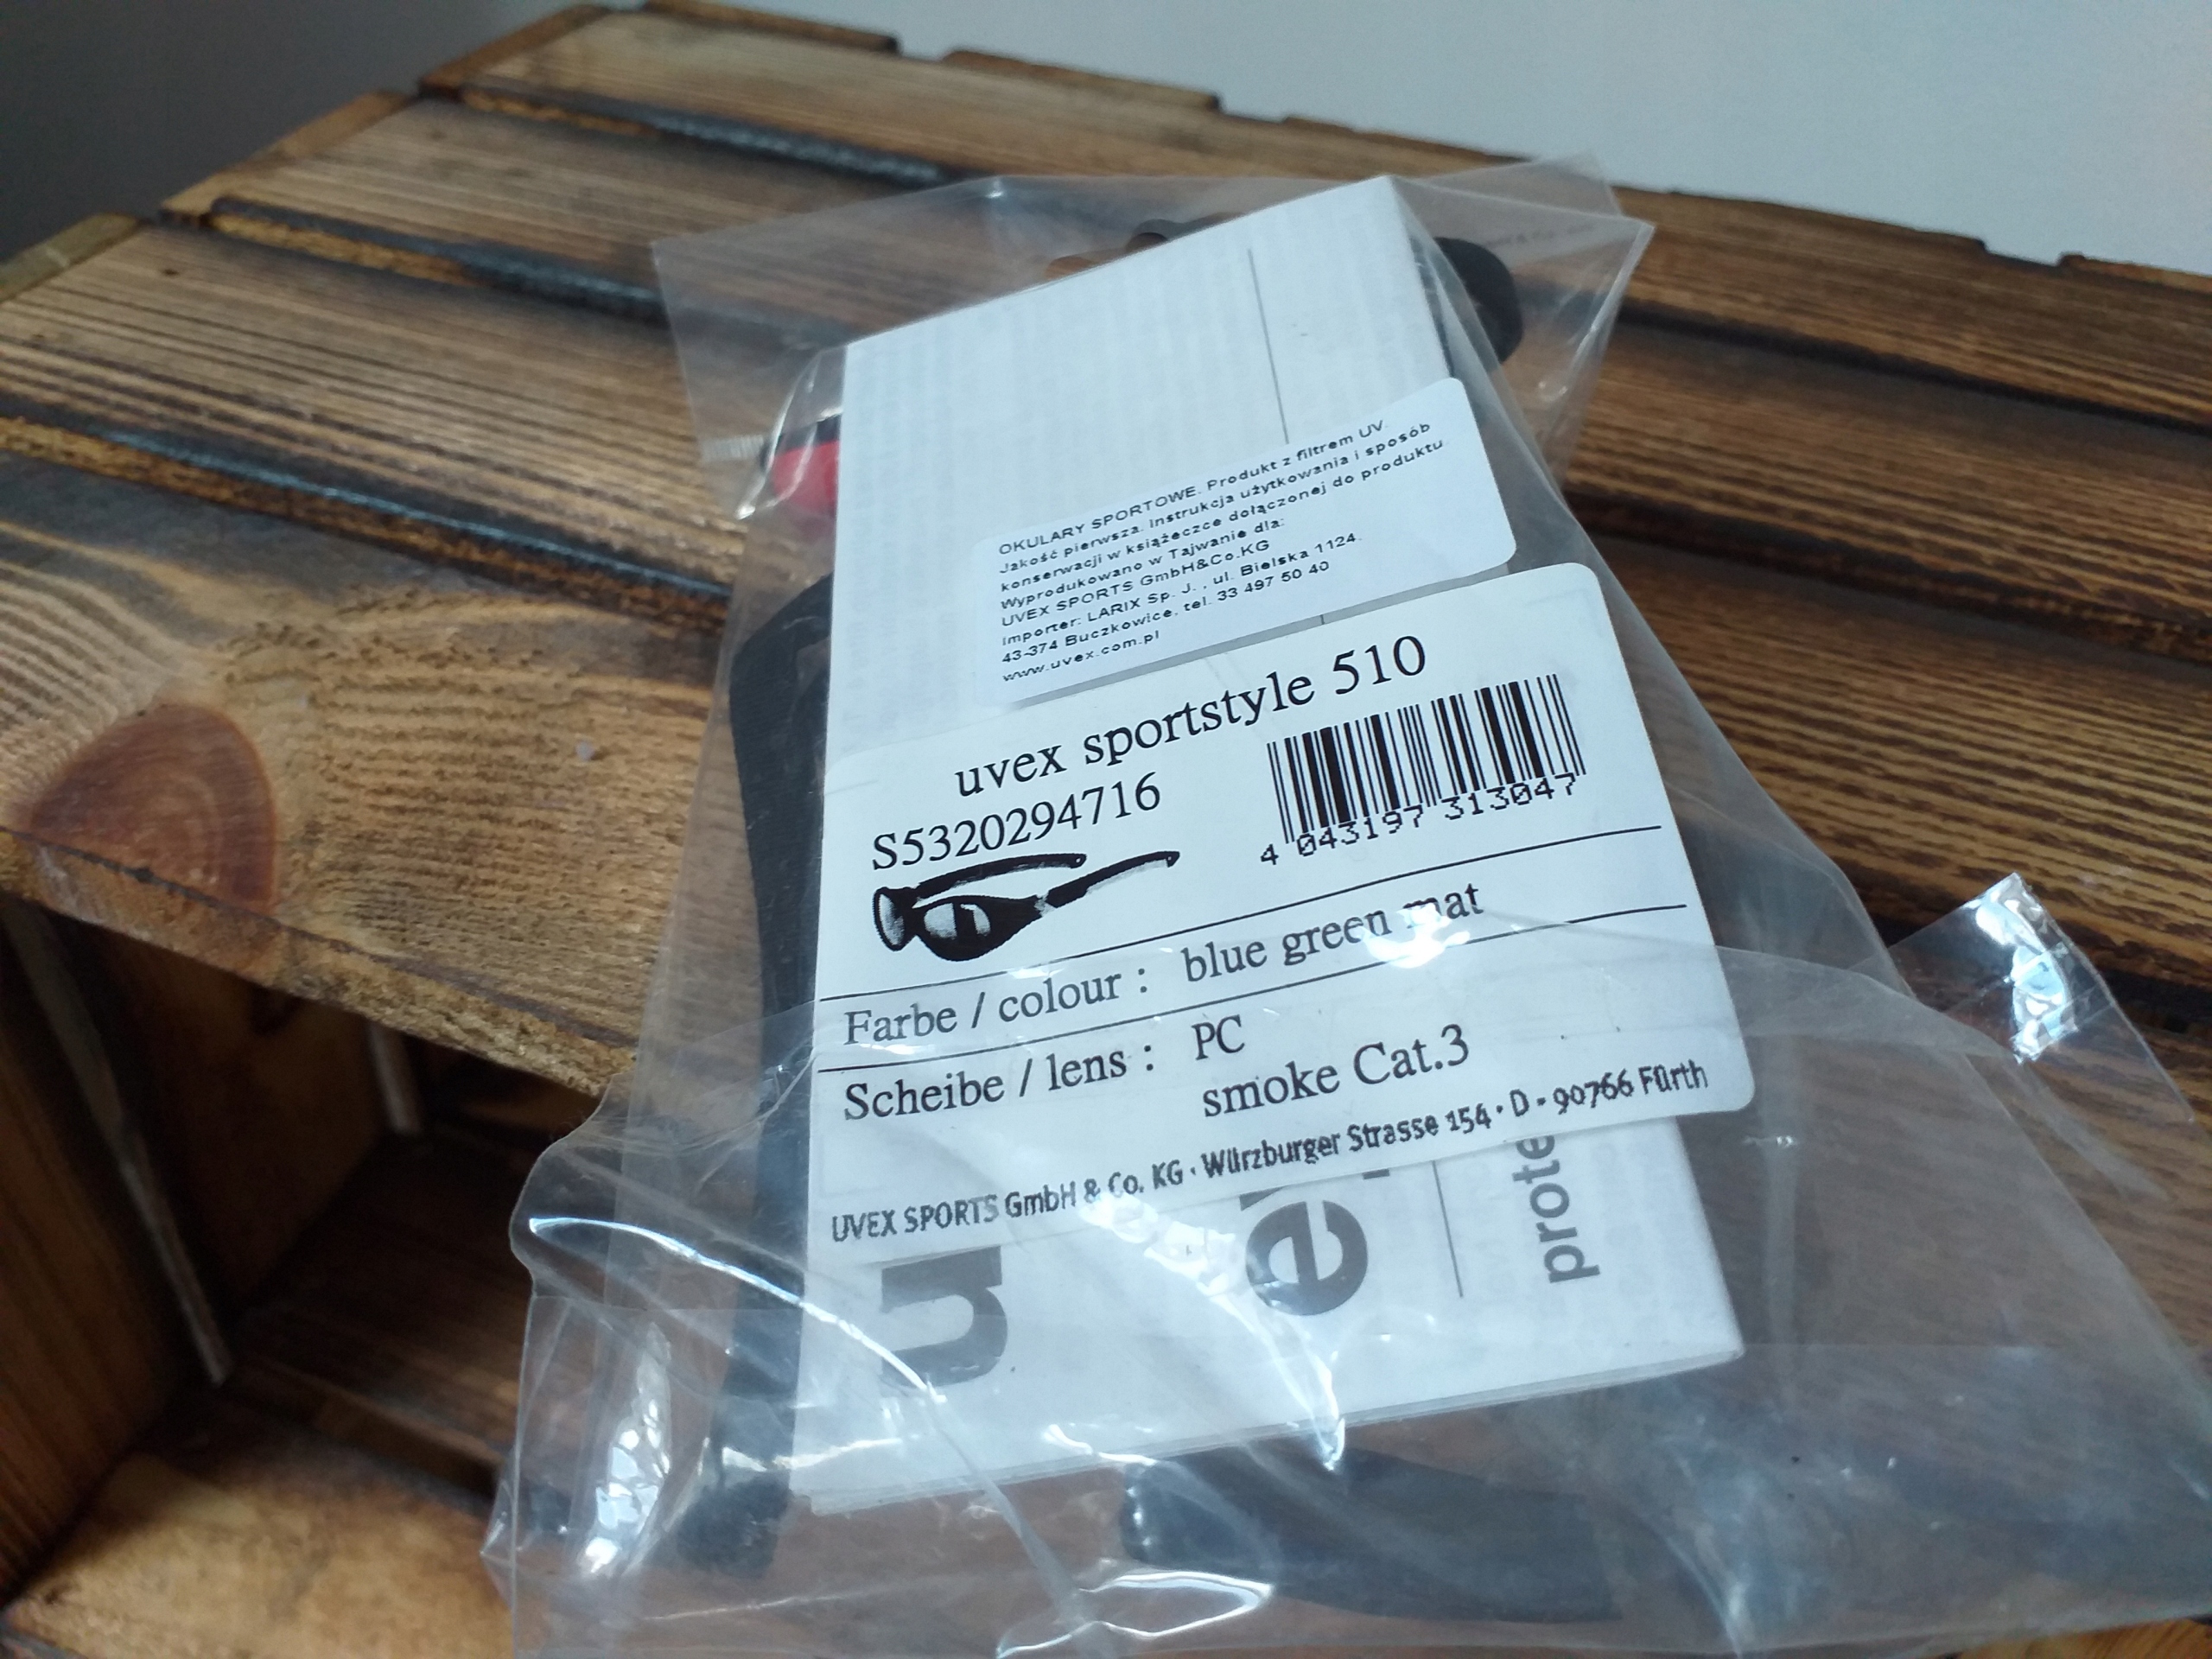 OKULARY SPORTOWE. Produkt z filtrem UV.
Jakość pierwsza. Instrukcja użytkowania i sposób
konserwacji w książeczce dołączonej do produktu
Wyprodukowano w Tajwanie dla:
UVEX SPORTS GmbH&Co.KG
Importer: LARIX Sp. J. , ul. Bielska 1124.
43-374 Buczkowice, tel. 33 497 50 40
www.uvex.com.pl
uvex sportstyle 510
S5320294716
4 043197 313047
Farbe / colour : blue green mat
Scheibe / lens : PC
smoke Cat.3
UVEX SPORTS GmbH & Co. KG · Würzburger Strasse 154 · D - 90766 Fürth
u
e
prote